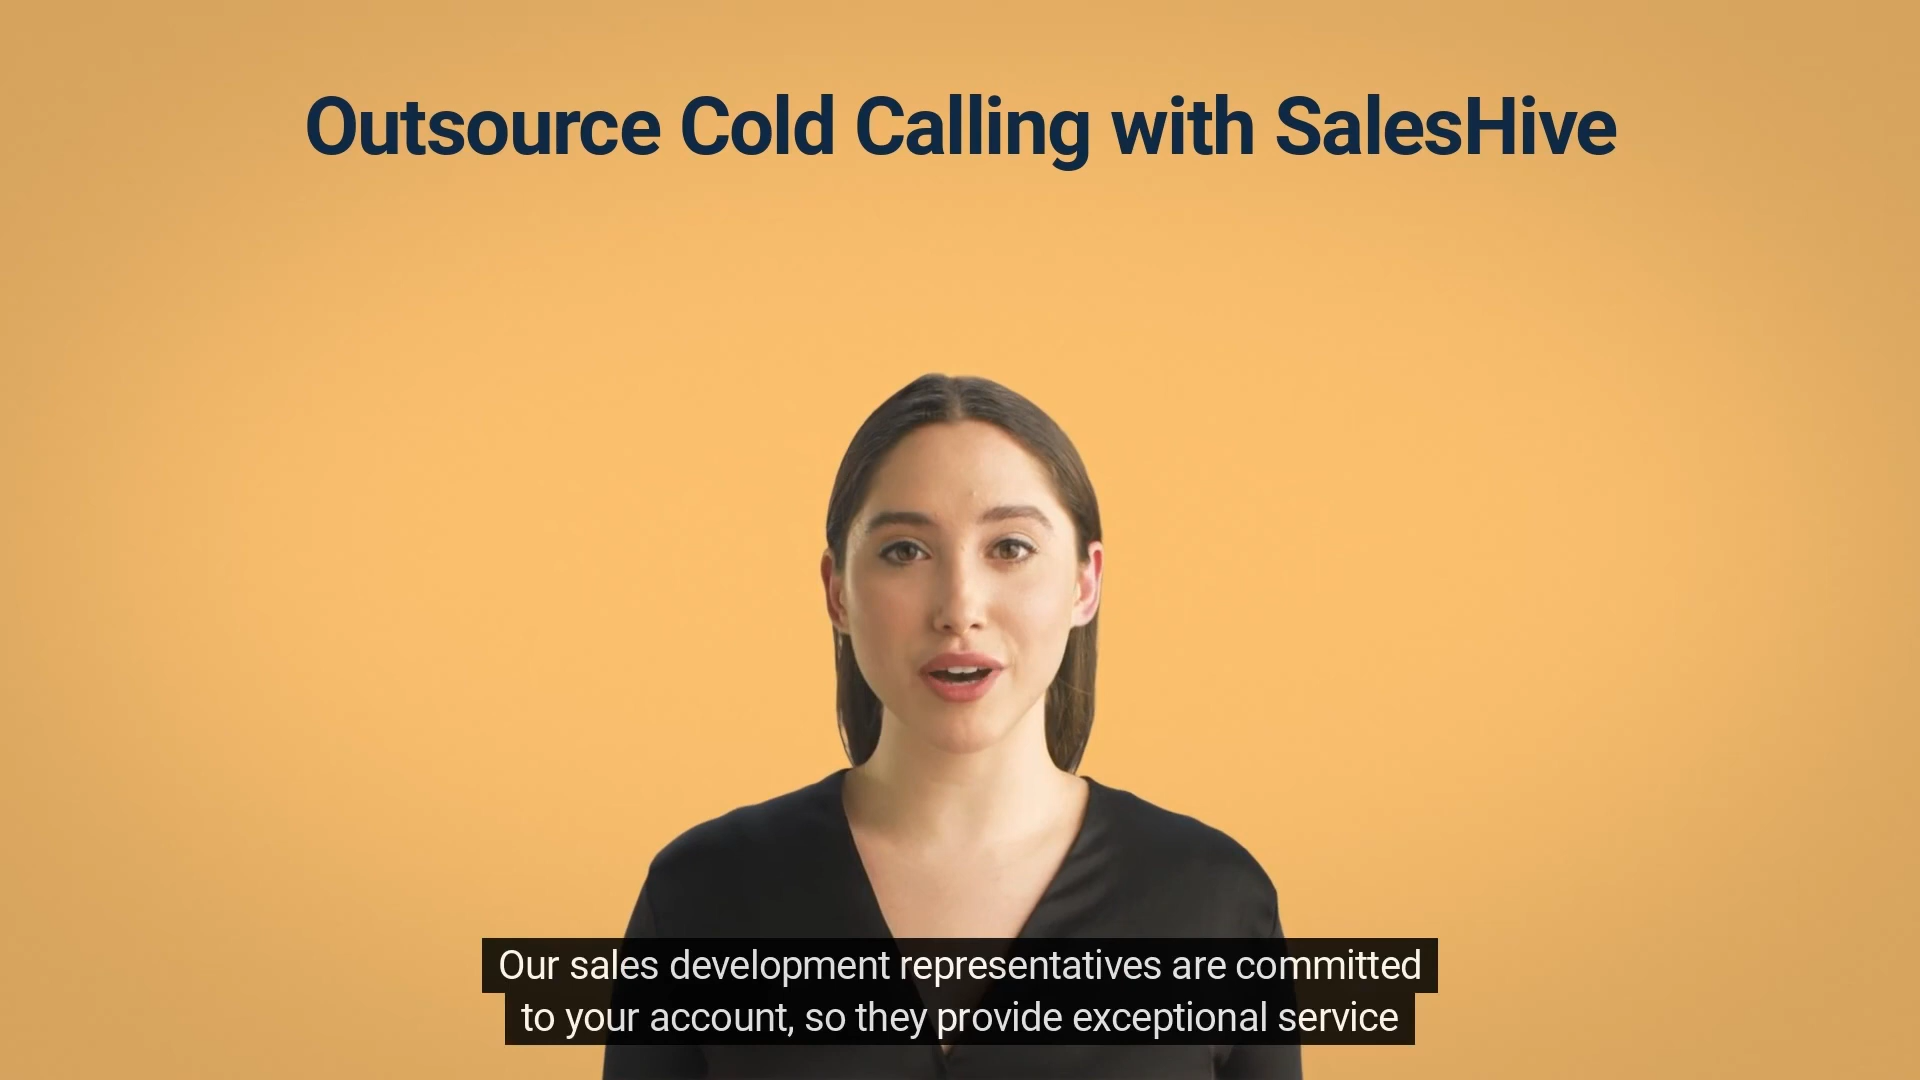 Outsource Cold Calling with SalesHive
Our sales development representatives are committed
to your account, so they provide exceptional service